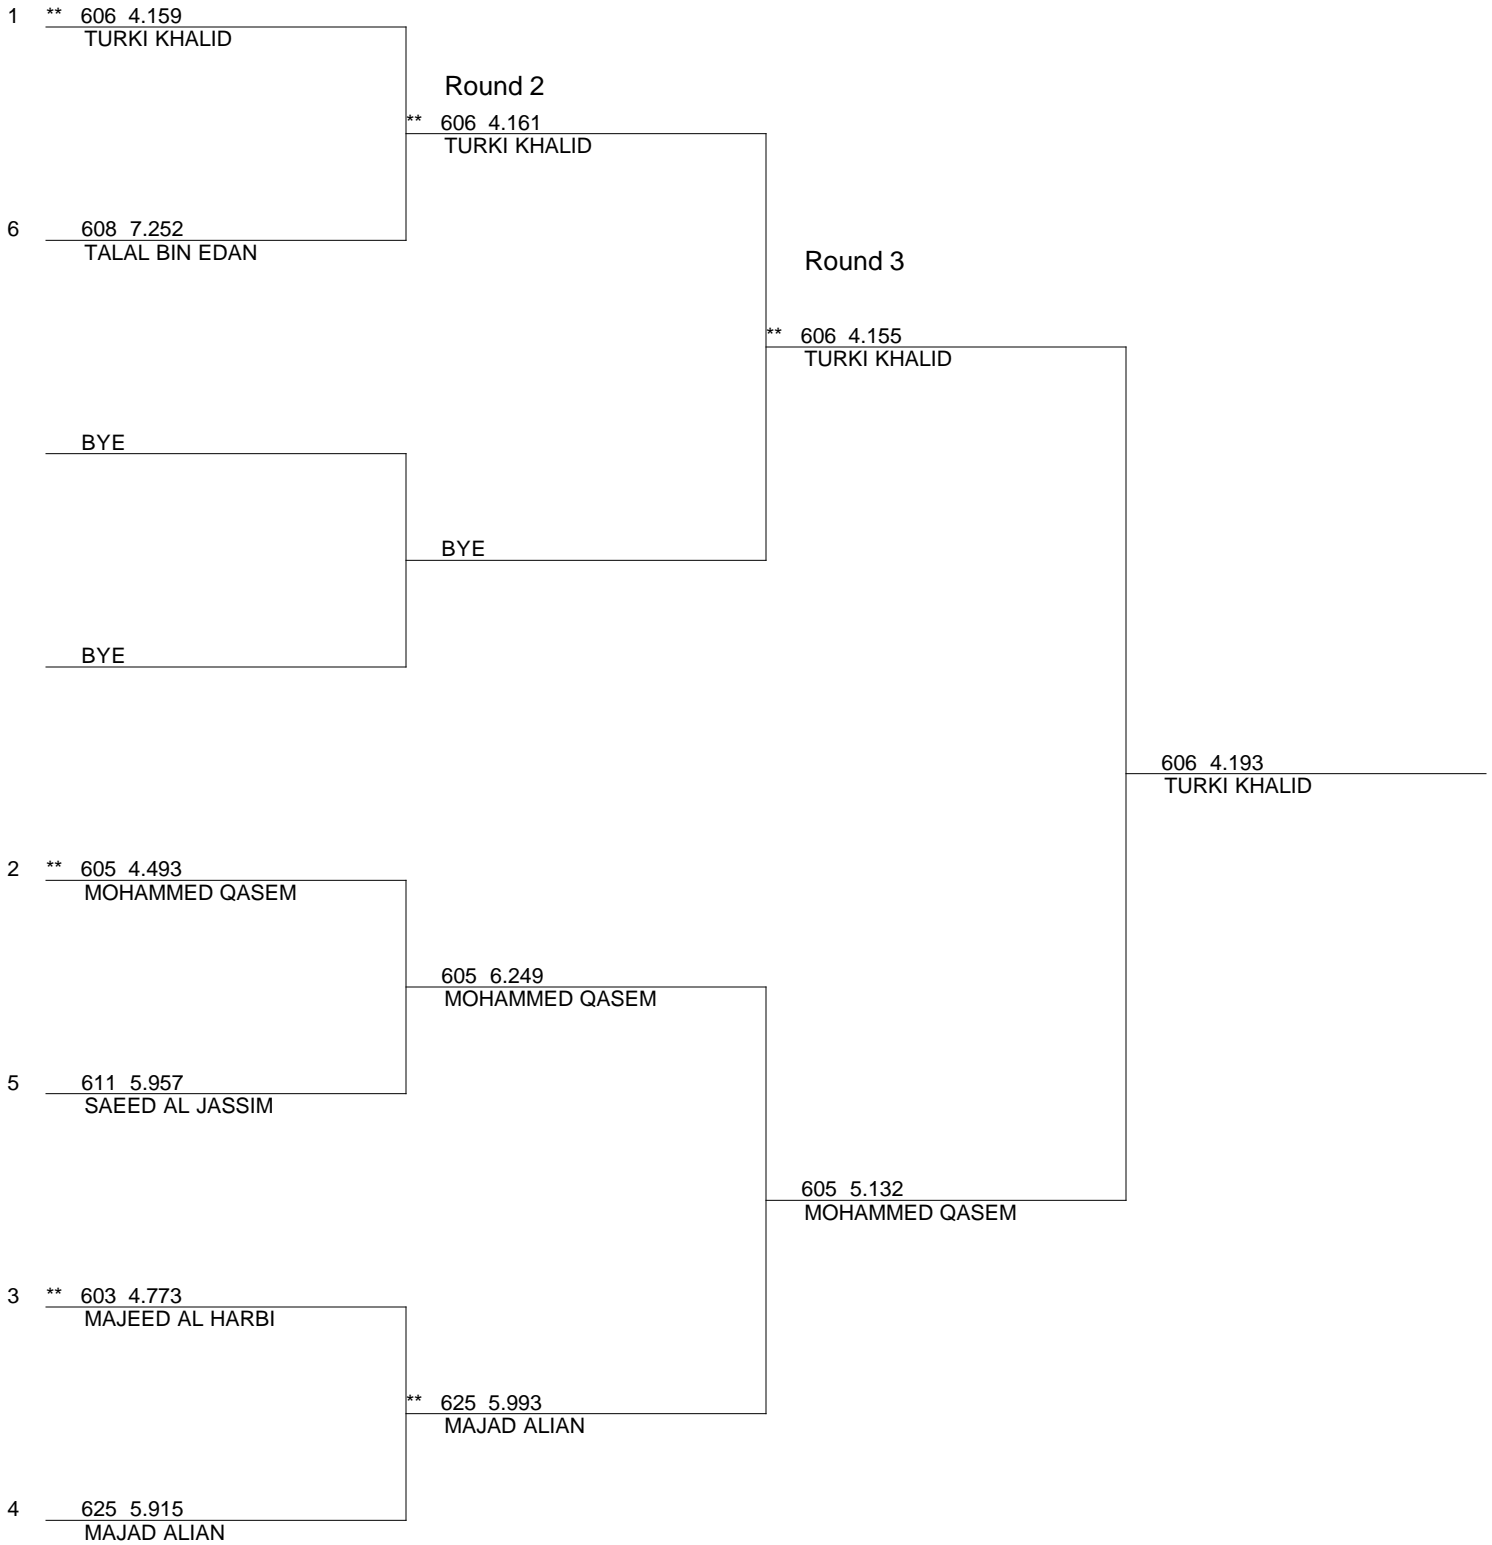 1 ** 606 4.159
TURKI KHALID
Round 2
** 606 4.161
TURKI KHALID
6 608 7.252
TALAL BIN EDAN
Round 3
** 606 4.155
TURKI KHALID
BYE
BYE
BYE
606 4.193
TURKI KHALID
2 ** 605 4.493
MOHAMMED QASEM
605 6.249
MOHAMMED QASEM
5 611 5.957
SAEED AL JASSIM
605 5.132
MOHAMMED QASEM
3 ** 603 4.773
MAJEED AL HARBI
** 625 5.993
MAJAD ALIAN
4 625 5.915
MAJAD ALIAN